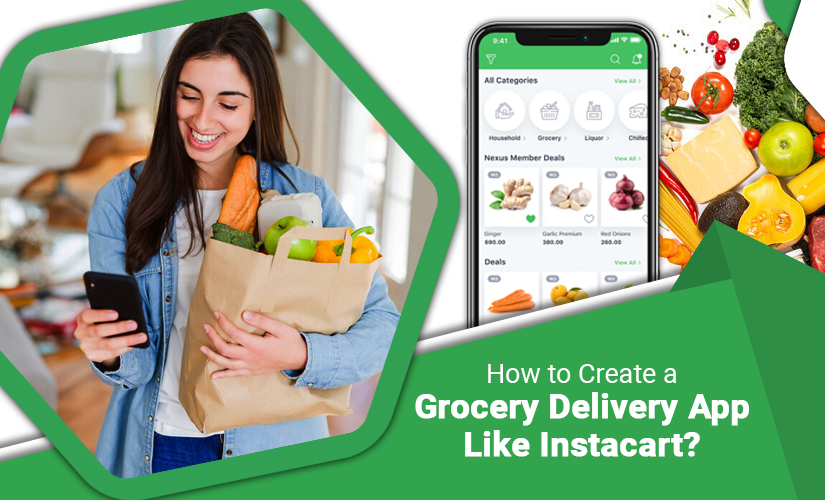 9:41
All Categories
View All >
Household >
Grocery >
Liquor >
Chilled
Nexus Member Deals
View All >
Ginger
690.00
Garlic Premium
380.00
Red Onions
260.00
Deals
View All >
How to Create a
Grocery Delivery App
Like Instacart?